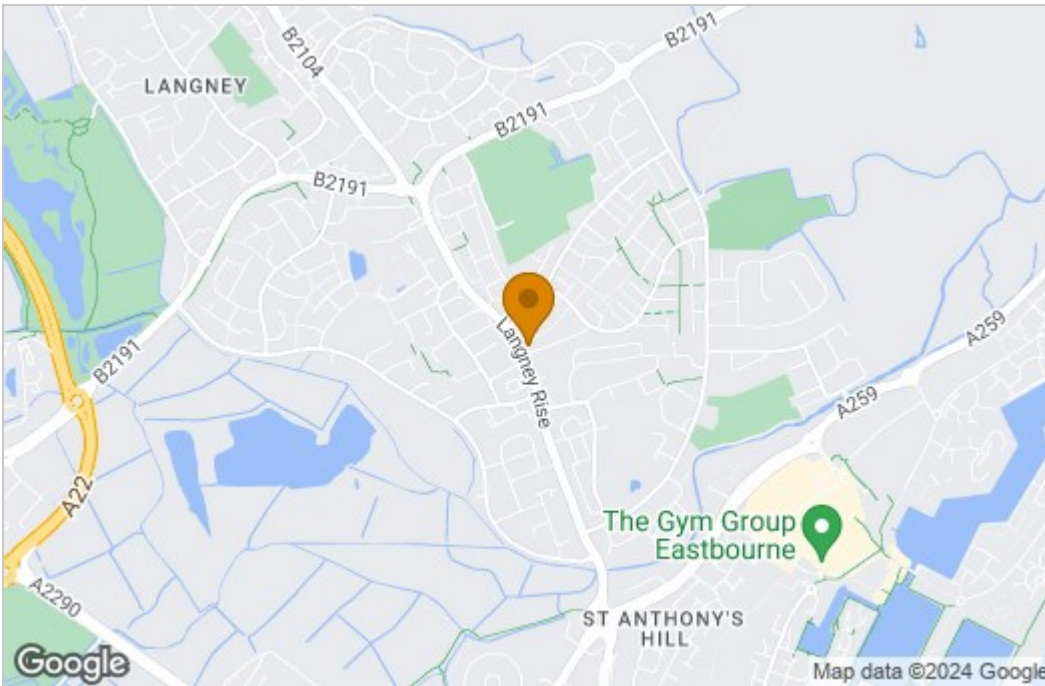 B2104
B2191
LANGNEY
B2191
B2191
Langney Rise
A259
B2191
A259
A22
The Gym Group
Eastbourne
A2290
ST ANTHONY'S
HILL
Google
Map data ©2024 Google